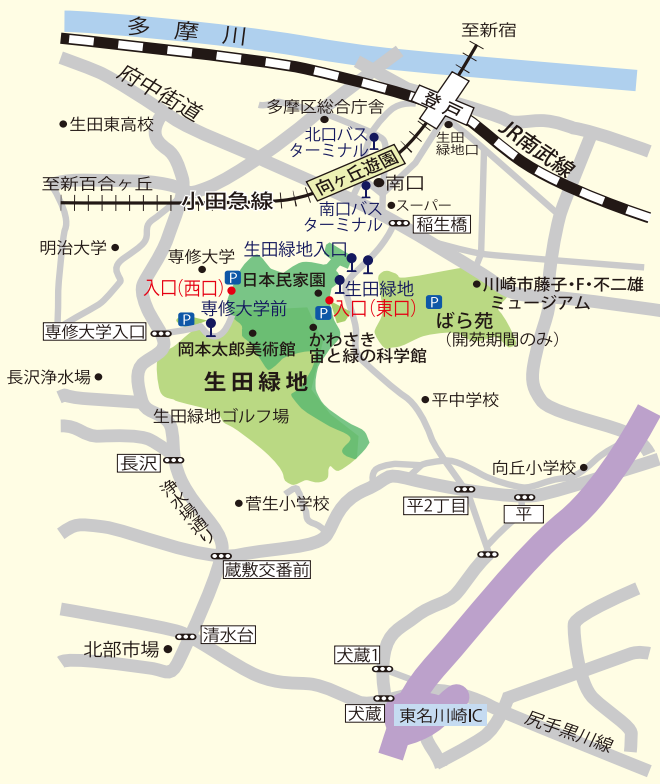 多摩川
至新宿
府中街道
登戸
多摩区総合庁舎
生田東高校
北口バス
ターミナル
生田
緑地口
JR南武線
向ヶ丘遊園
至新百合ヶ丘
小田急線
南口
南口バス
ターミナル
スーパー
稲生橋
明治大学
専修大学
生田緑地入口
P
日本民家園
入口(西口)
生田緑地
川崎市藤子・F・不二雄
ミュージアム
P
専修大学前
P
入口(東口)
P
ばら苑
(開苑期間のみ)
専修大学入口
岡本太郎美術館
かわさき
宙と緑の科学館
長沢浄水場
生田緑地
平中学校
生田緑地ゴルフ場
長沢
向丘小学校
浄水場通り
菅生小学校
平2丁目
平
蔵敷交番前
清水台
北部市場
犬蔵1
犬蔵
東名川崎IC
尻手黒川線